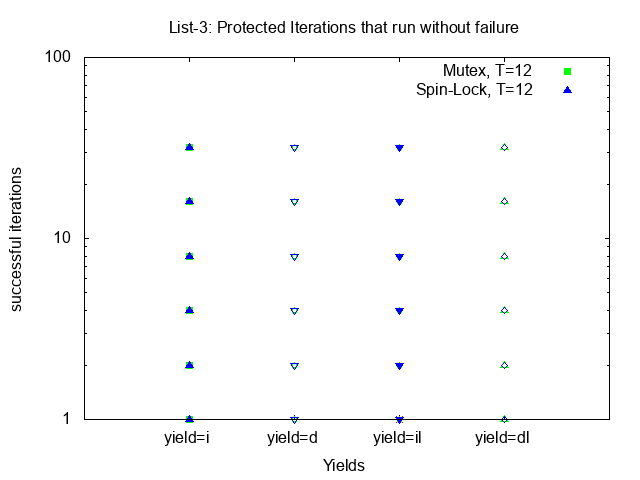 List-3: Protected Iterations that run without failure
100
Mutex, T=12
Spin-Lock, T=12
successful iterations
10
1
yield=i
yield=d
yield=il
yield=dl
Yields